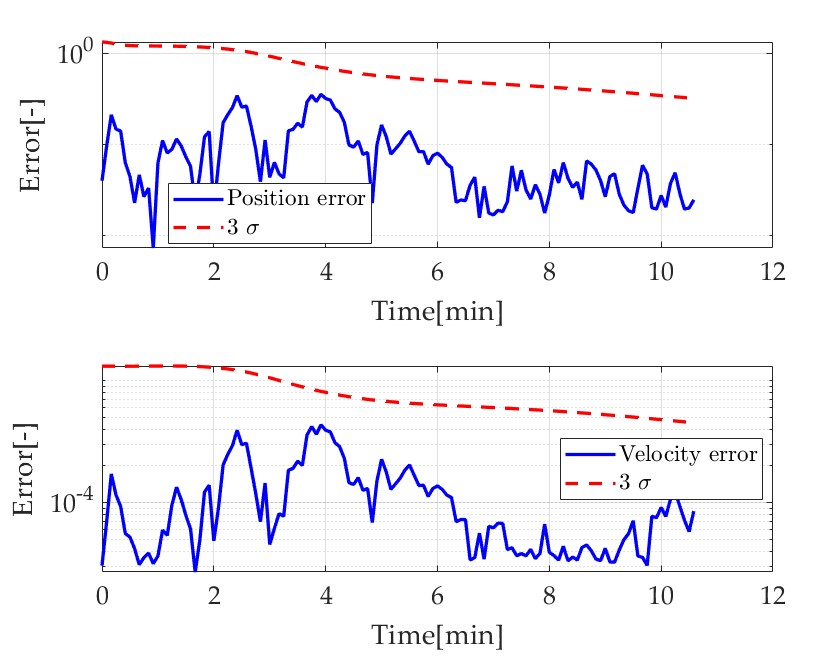 10^0
Error[-]
Position error
3 σ
0 2 4 6 8 10 12
Time[min]
Error[-]
Velocity error
3 σ
10^-4
0 2 4 6 8 10 12
Time[min]